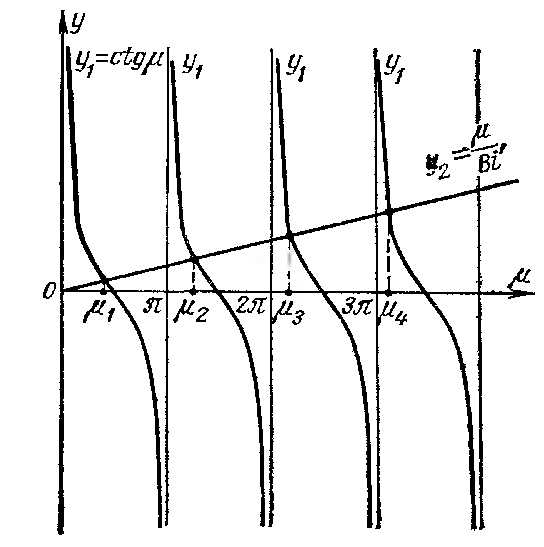 y
y₁=ctgμ
y₁
y₁
y₁
y₂=μ/Bi
μ
0
μ₁
π
μ₂
2π
μ₃
3π
μ₄